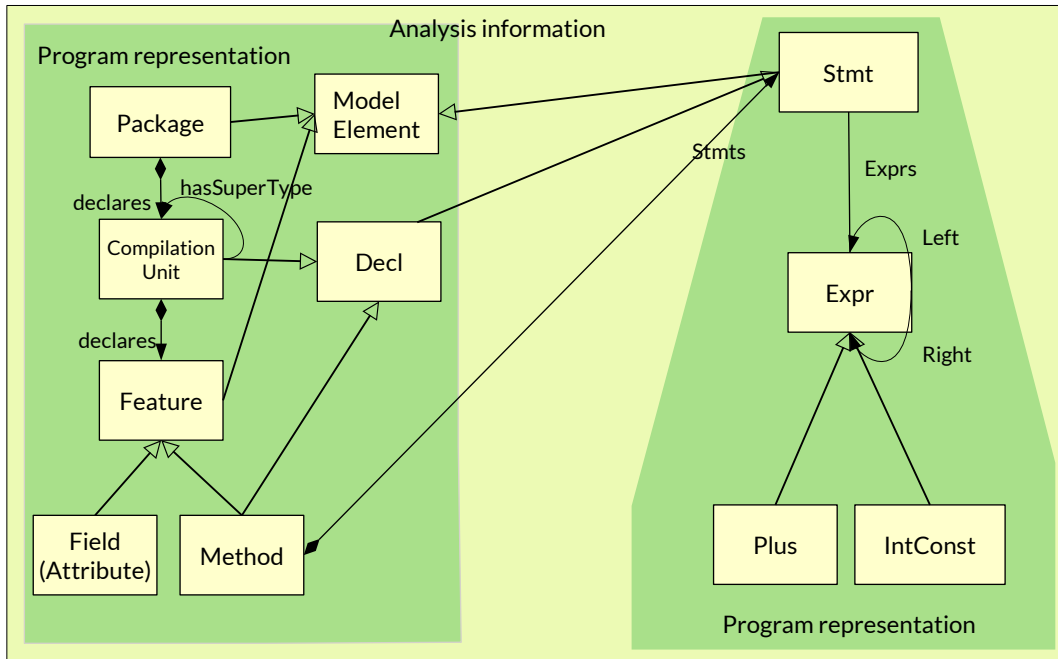 Analysis information
Program representation
Stmt
Model
Element
Package
Stmts
Exprs
hasSuperType
declares
Compilation
Unit
Decl
Left
Expr
declares
Right
Feature
Field
(Attribute)
Method
Plus
IntConst
Program representation